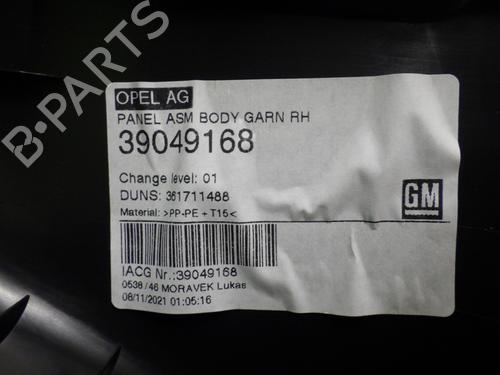 OPEL AG
PANEL ASM BODY GARN RH
39049168
Change level: 01
DUNS: 361711488
Material: >PP-PE + T15<
GM
IACG Nr.:39049168
0538/46 MORAVEK Lukas
08/11/2021 01:05:16
B-PARTS